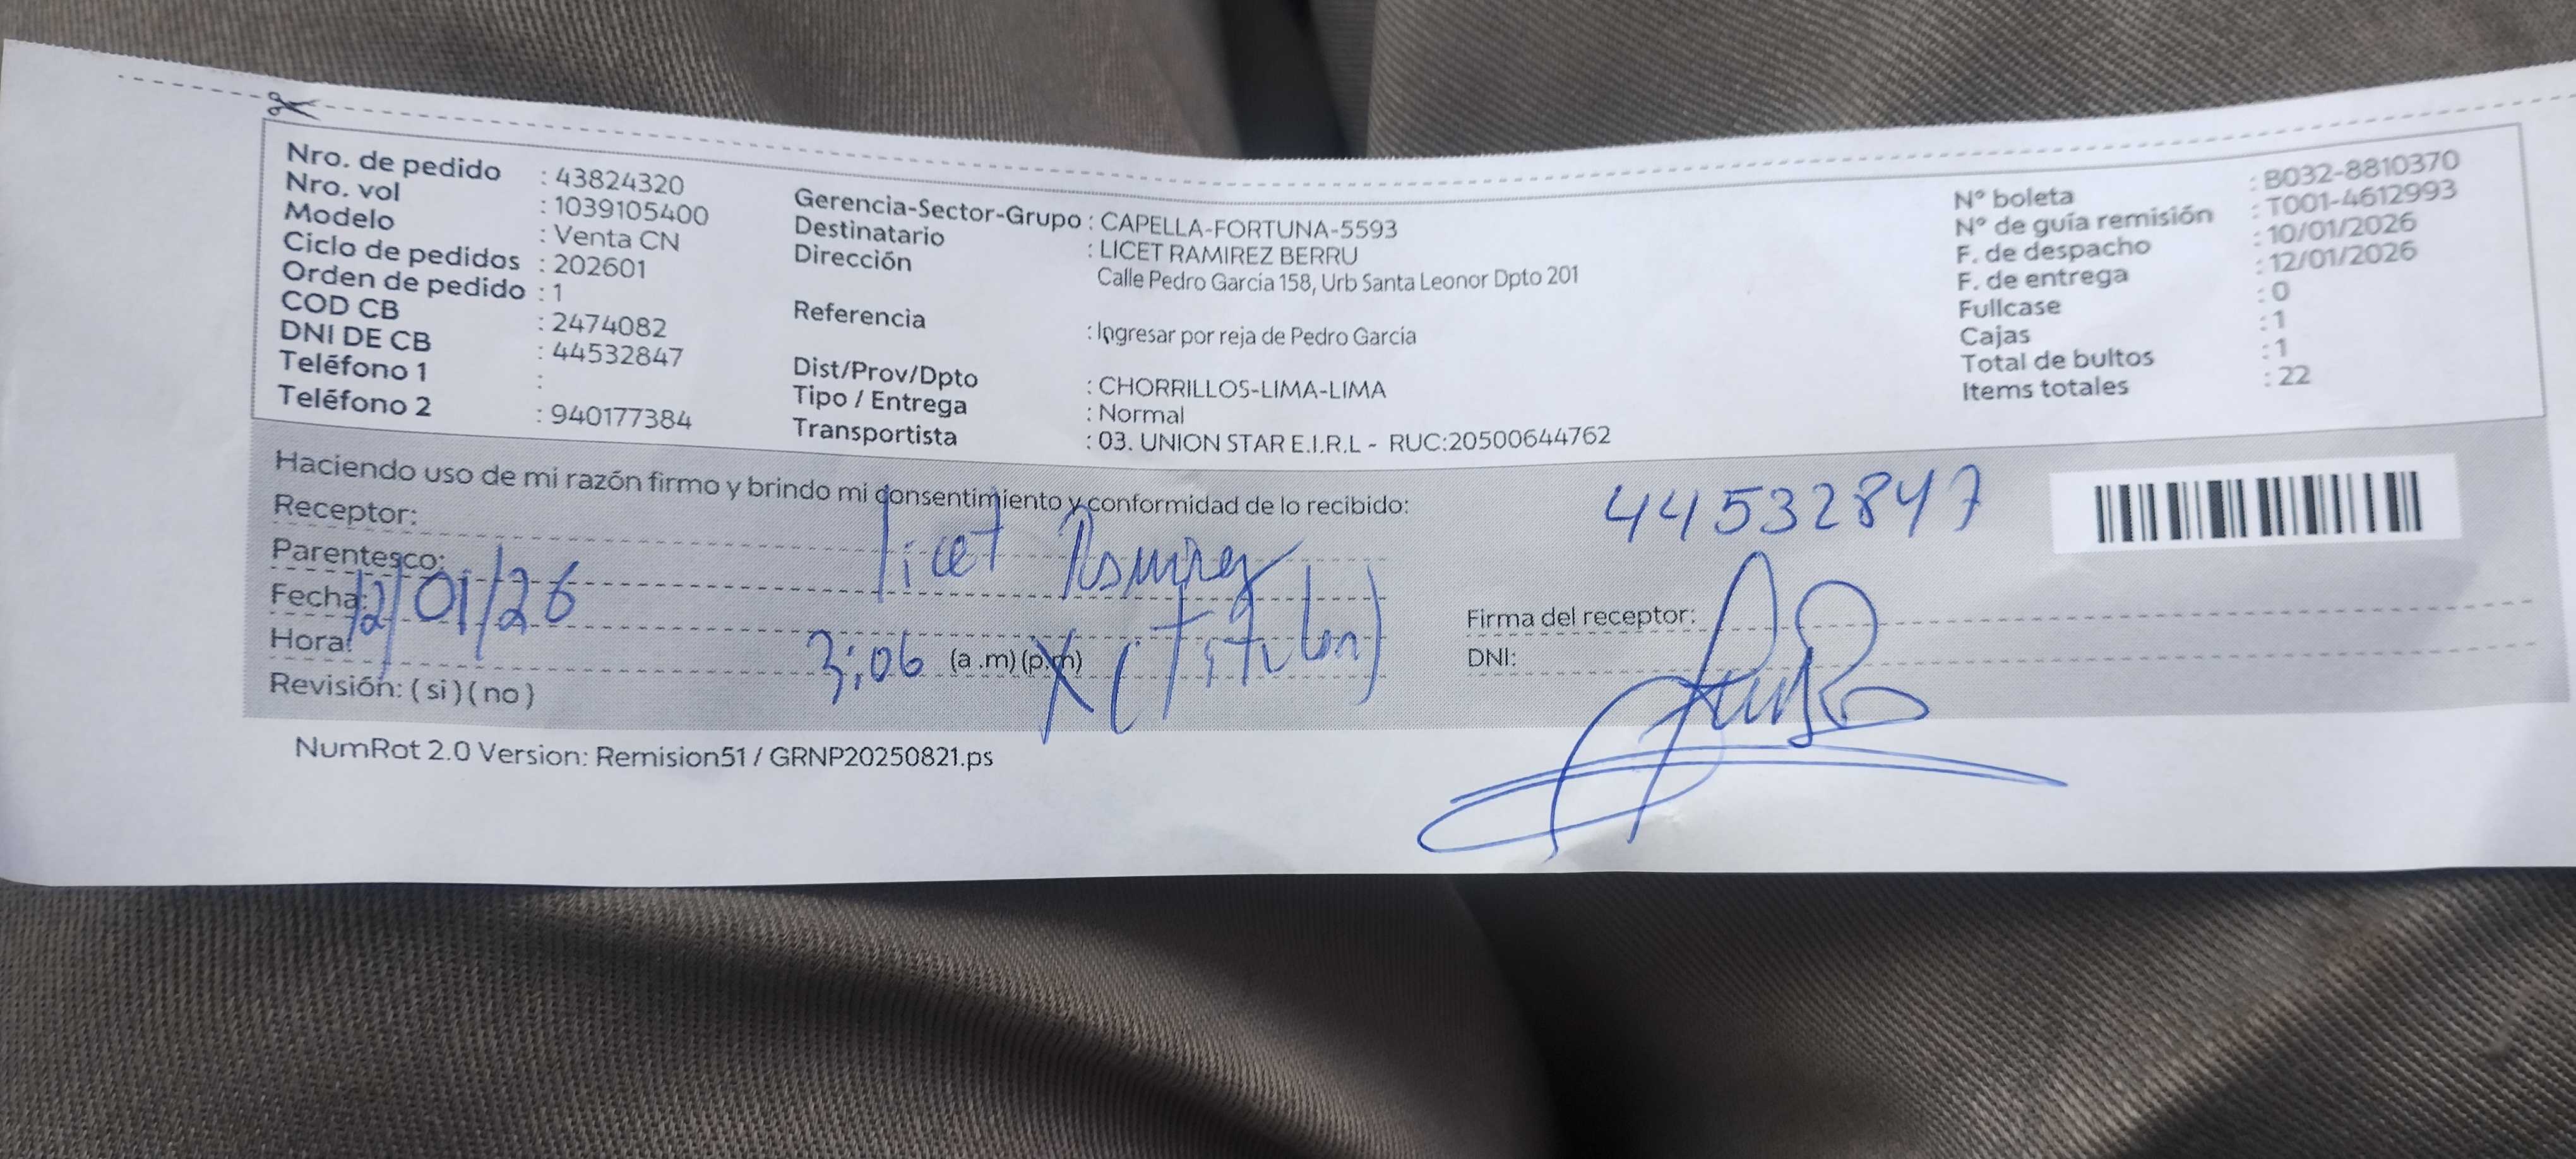 Nro. de pedido : 43824320
Nro. vol : 1039105400
Modelo : Venta CN
Ciclo de pedidos : 202601
Orden de pedido : 1
COD CB : 2474082
DNI DE CB : 44532847
Teléfono 1 :
Teléfono 2 : 940177384
Gerencia-Sector-Grupo : CAPELLA-FORTUNA-5593
Destinatario : LICET RAMIREZ BERRU
Dirección Calle Pedro García 158, Urb Santa Leonor Dpto 201
Referencia : Ingresar por reja de Pedro García
Dist/Prov/Dpto : CHORRILLOS-LIMA-LIMA
Tipo / Entrega : Normal
Transportista : 03. UNION STAR E.I.R.L - RUC:20500644762
N° boleta : B032-8810370
N° de guía remisión : T001-4612993
F. de despacho : 10/01/2026
F. de entrega : 12/01/2026
Fullcase : 0
Cajas : 1
Total de bultos : 1
Items totales : 22
Haciendo uso de mi razón firmo y brindo mi consentimiento y conformidad de lo recibido:
44532847
Receptor: licet Ramirez
Parentesco: (Titular)
Fecha: 12/01/26
Hora: 3:06 (a.m)(p.m) X
Revisión: (si)(no)
Firma del receptor:
DNI:
NumRot 2.0 Version: Remision51 / GRNP20250821.ps